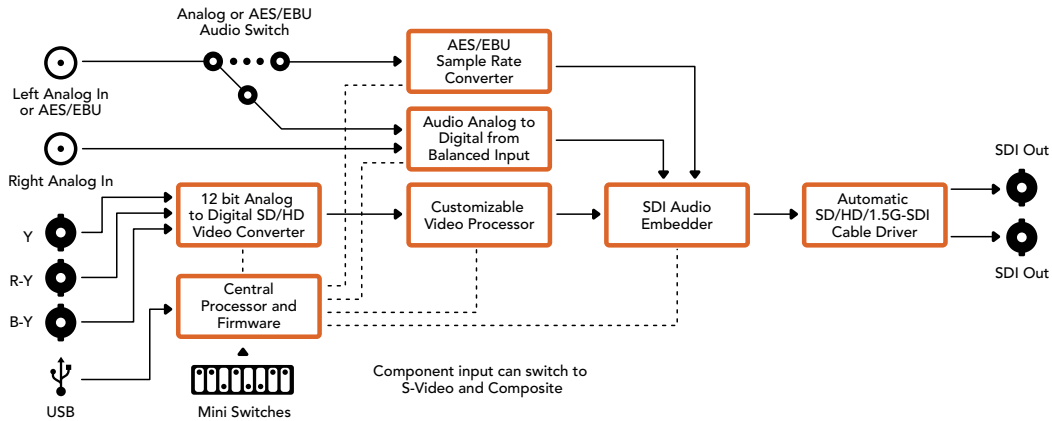 Analog or AES/EBU
Audio Switch
Left Analog In
or AES/EBU
Right Analog In
AES/EBU
Sample Rate
Converter
Audio Analog to
Digital from
Balanced Input
SDI Out
SDI Out
Y
R-Y
B-Y
12 bit Analog
to Digital SD/HD
Video Converter
Customizable
Video Processor
SDI Audio
Embedder
Automatic
SD/HD/1.5G-SDI
Cable Driver
Central
Processor and
Firmware
USB
Mini Switches
Component input can switch to
S-Video and Composite